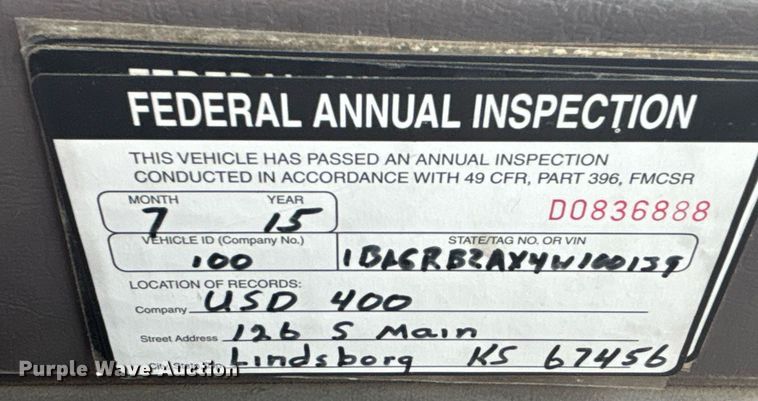 FEDERAL ANNUAL INSPECTION
THIS VEHICLE HAS PASSED AN ANNUAL INSPECTION
CONDUCTED IN ACCORDANCE WITH 49 CFR, PART 396, FMCSR
MONTH YEAR
7 15 D0836888
VEHICLE ID (Company No.) STATE/TAG NO. OR VIN
100
LOCATION OF RECORDS:
Company USD 400
Street Address 126 S Main
Lindsborg KS 67456
Purple Wave Auction